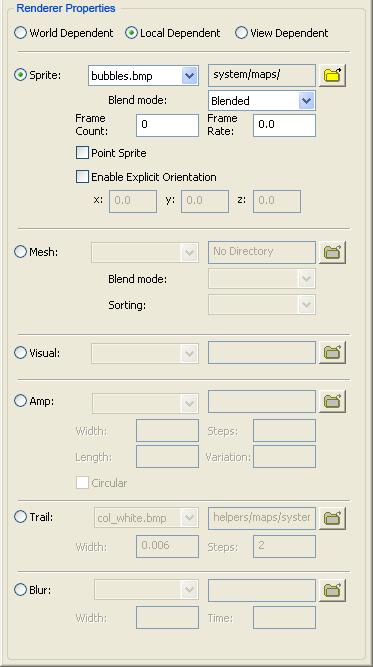 Renderer Properties
World Dependent Local Dependent View Dependent
Sprite: bubbles.bmp system/maps/
Blend mode: Blended
Frame Count: 0 Frame Rate: 0.0
Point Sprite
Enable Explicit Orientation
x: 0.0 y: 0.0 z: 0.0
Mesh: No Directory
Blend mode:
Sorting:
Visual:
Amp:
Width: Steps:
Length: Variation:
Circular
Trail: col_white.bmp helpers/maps/system
Width: 0.006 Steps: 2
Blur:
Width: Time: